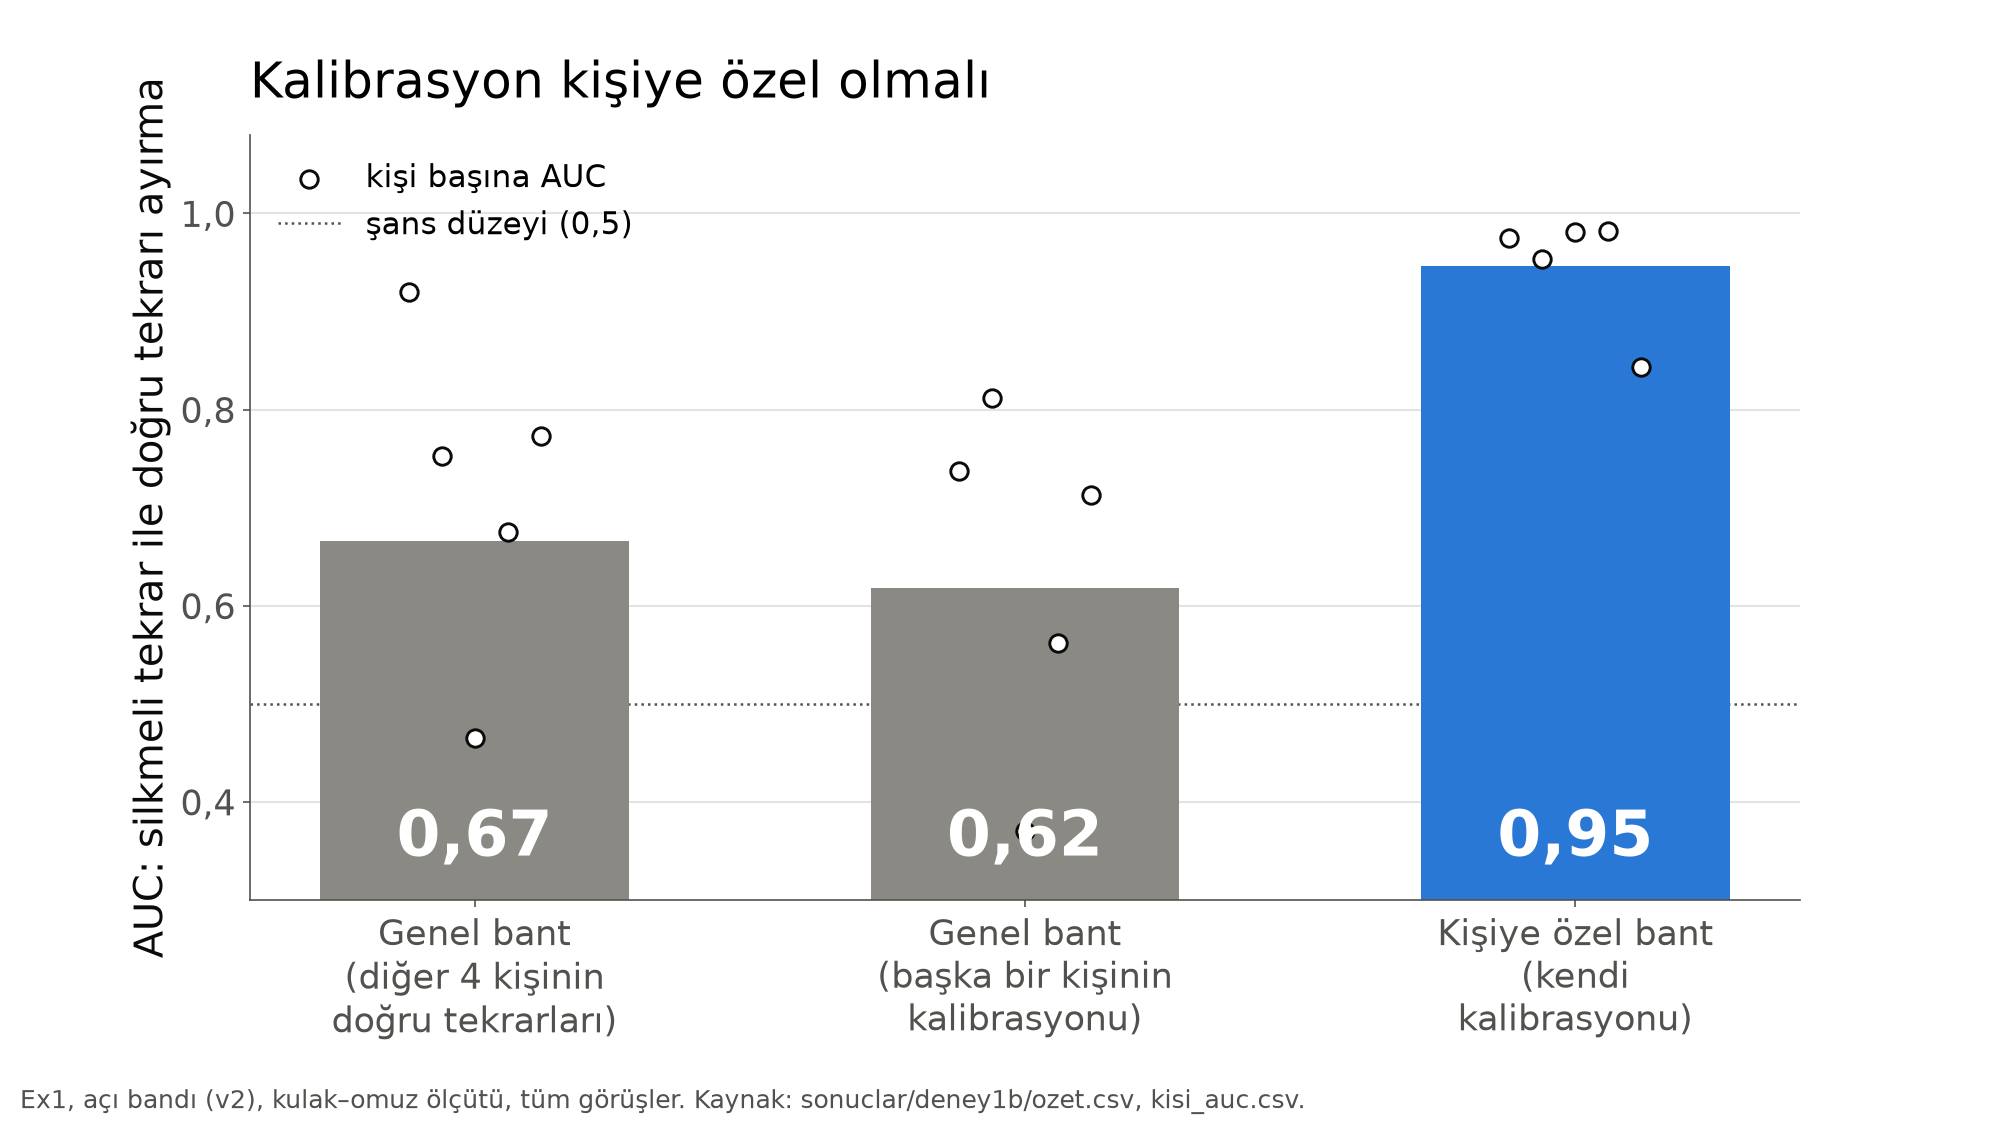 Kalibrasyon kişiye özel olmalı
AUC: silkmeli tekrar ile doğru tekrarı ayırma
kişi başına AUC
şans düzeyi (0,5)
1,0
0,8
0,6
0,4
0,67
0,62
0,95
Genel bant
(diğer 4 kişinin
doğru tekrarları)
Genel bant
(başka bir kişinin
kalibrasyonu)
Kişiye özel bant
(kendi
kalibrasyonu)
Ex1, açı bandı (v2), kulak–omuz ölçütü, tüm görüşler. Kaynak: sonuclar/deney1b/ozet.csv, kisi_auc.csv.